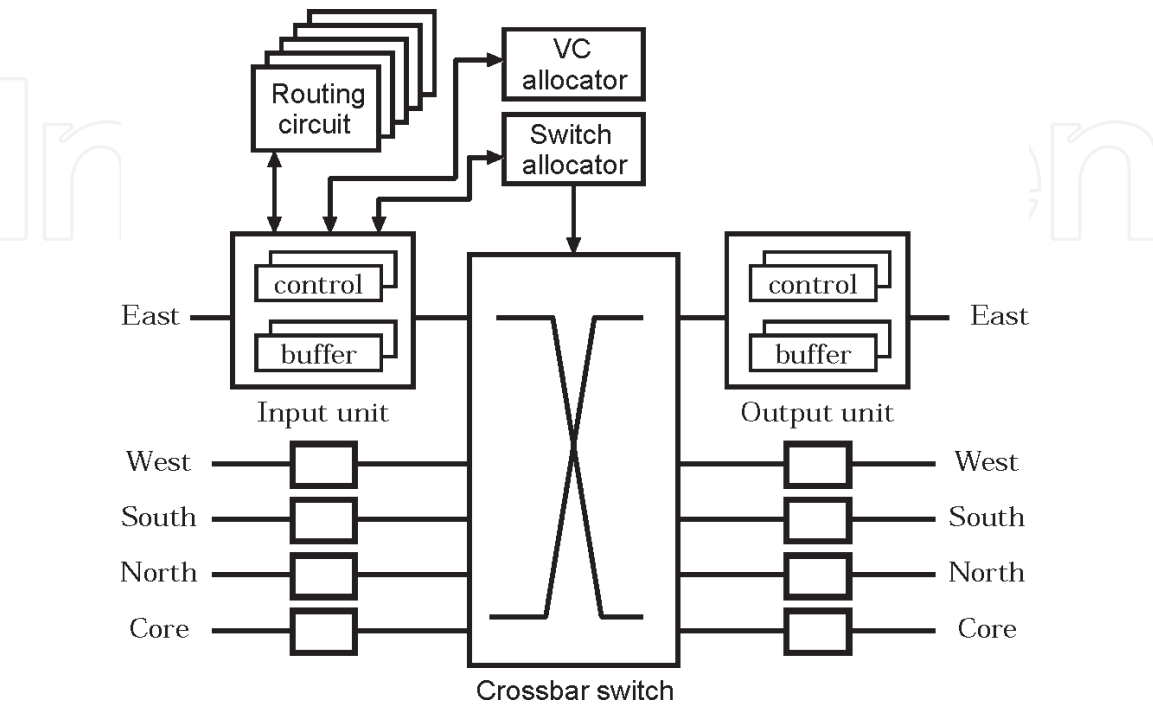 Routing
circuit
VC
allocator
Switch
allocator
control
buffer
East
Input unit
control
buffer
East
Output unit
West
West
South
South
North
North
Core
Core
Crossbar switch